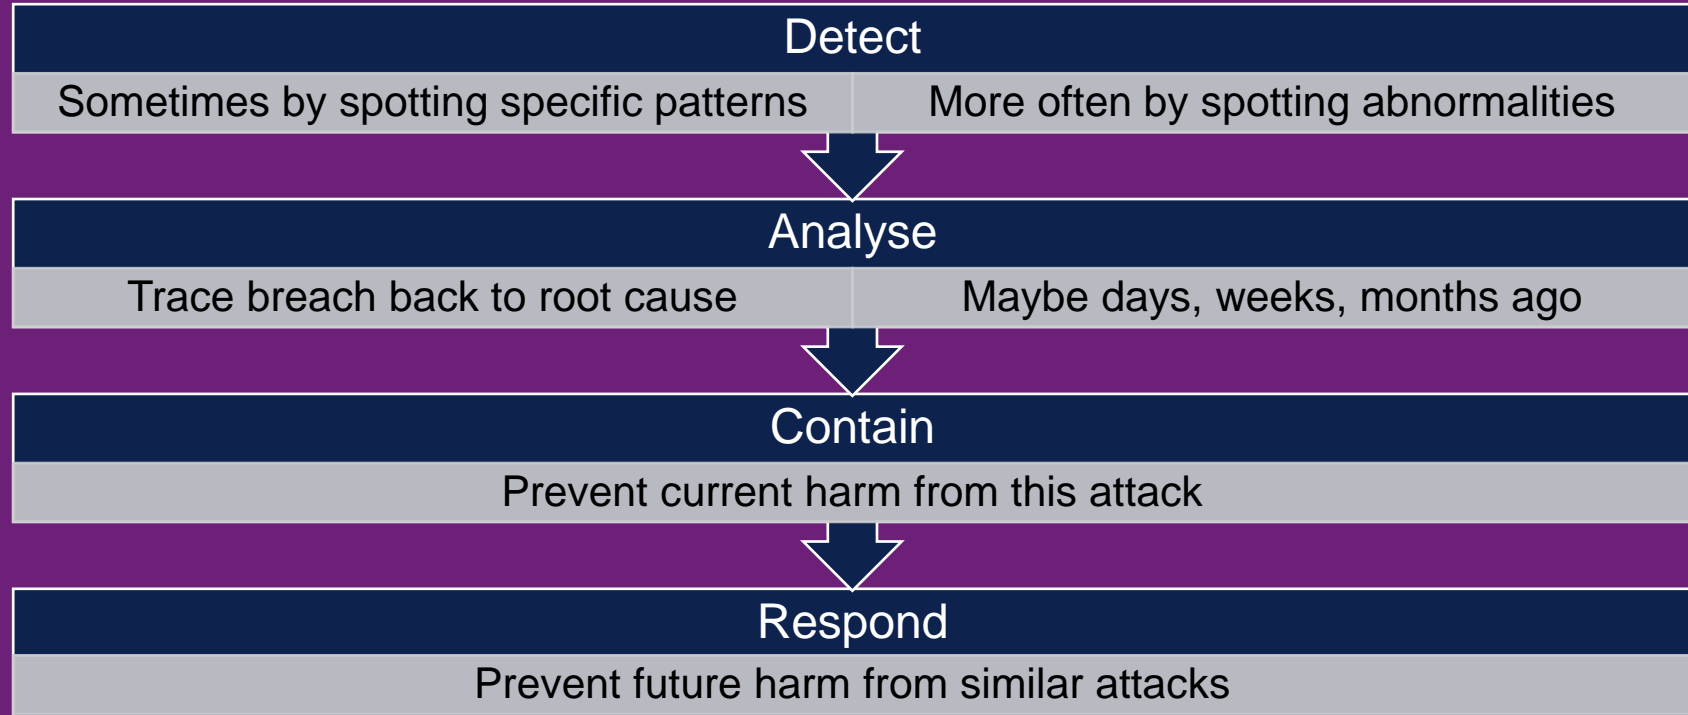 Detect
Sometimes by spotting specific patterns
More often by spotting abnormalities
Analyse
Trace breach back to root cause
Maybe days, weeks, months ago
Contain
Prevent current harm from this attack
Respond
Prevent future harm from similar attacks